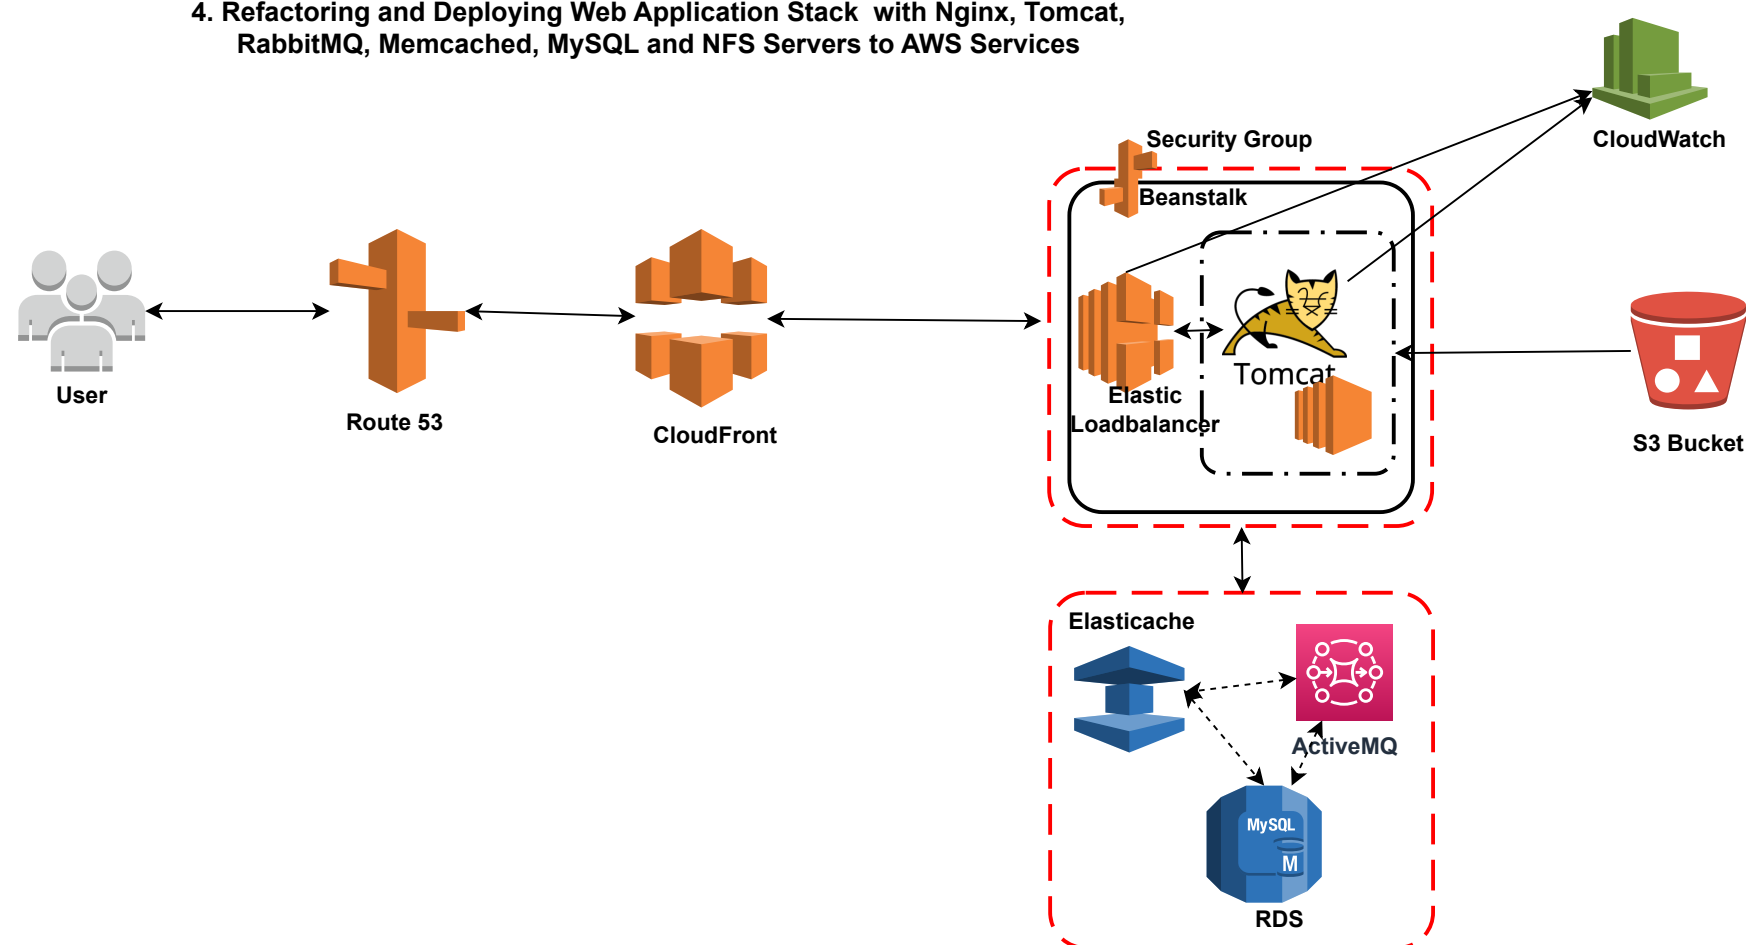 4. Refactoring and Deploying Web Application Stack with Nginx, Tomcat,
RabbitMQ, Memcached, MySQL and NFS Servers to AWS Services
CloudWatch
Security Group
Beanstalk
User
Route 53
CloudFront
Elastic
Loadbalancer
Tomcat
S3 Bucket
Elasticache
ActiveMQ
MySQL
M
RDS